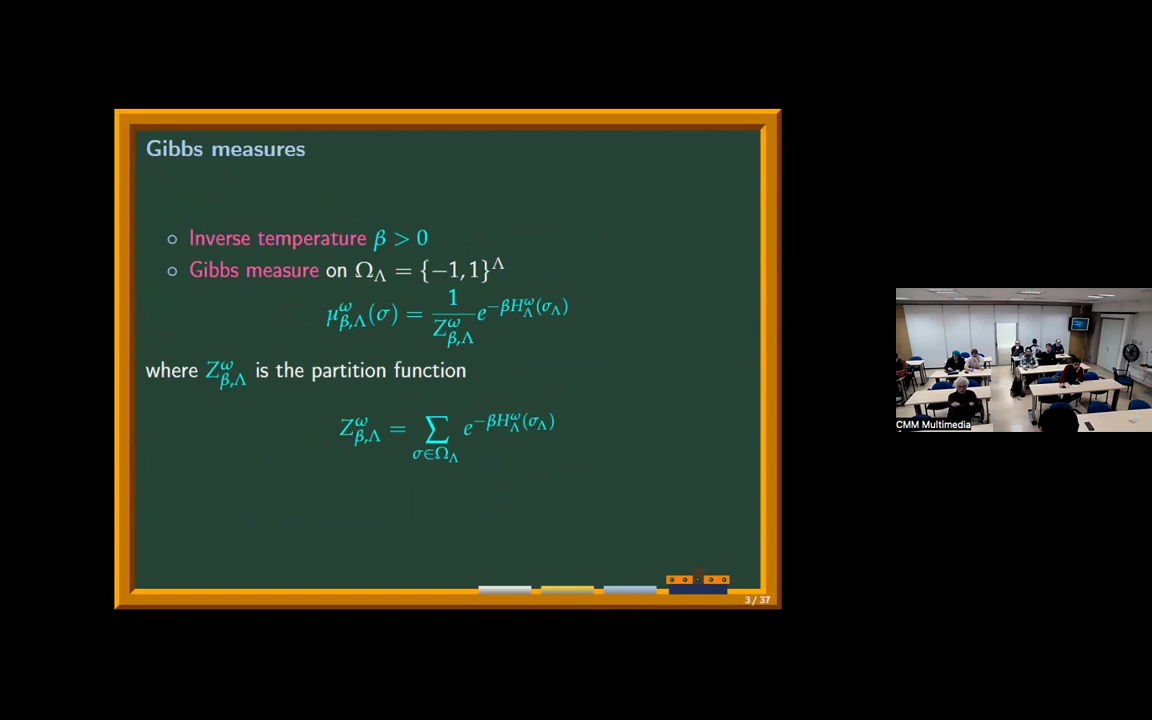 Gibbs measures
○ Inverse temperature β > 0
○ Gibbs measure on Ω_Λ = {−1, 1}^Λ
μ^ω_{β,Λ}(σ) = \frac{1}{Z^ω_{β,Λ}} e^{−βH^ω_Λ(σ_Λ)}
where Z^ω_{β,Λ} is the partition function
Z^ω_{β,Λ} = ∑_{σ∈Ω_Λ} e^{−βH^ω_Λ(σ_Λ)}
3 / 37
CMM Multimedia